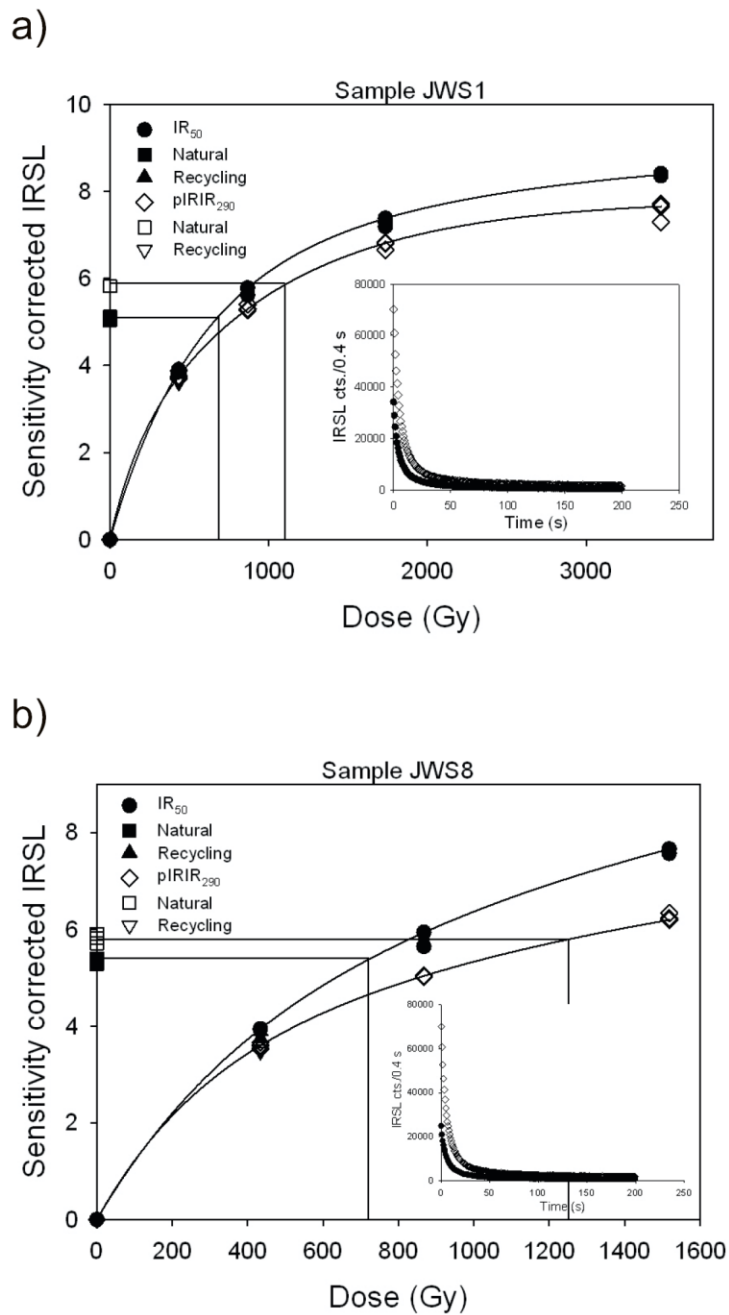 a)
Sample JWS1
Sensitivity corrected IRSL
10
8
6
4
2
0
IR50
Natural
Recycling
pIRIR290
Natural
Recycling
IRSL cts./0.4 s
80000
60000
40000
20000
0
0 50 100 150 200 250
Time (s)
0 1000 2000 3000
Dose (Gy)
b)
Sample JWS8
Sensitivity corrected IRSL
8
6
4
2
0
IR50
Natural
Recycling
pIRIR290
Natural
Recycling
IRSL cts./0.4 s
80000
60000
40000
20000
0
0 50 100 150 200 250
Time (s)
0 200 400 600 800 1000 1200 1400 1600
Dose (Gy)